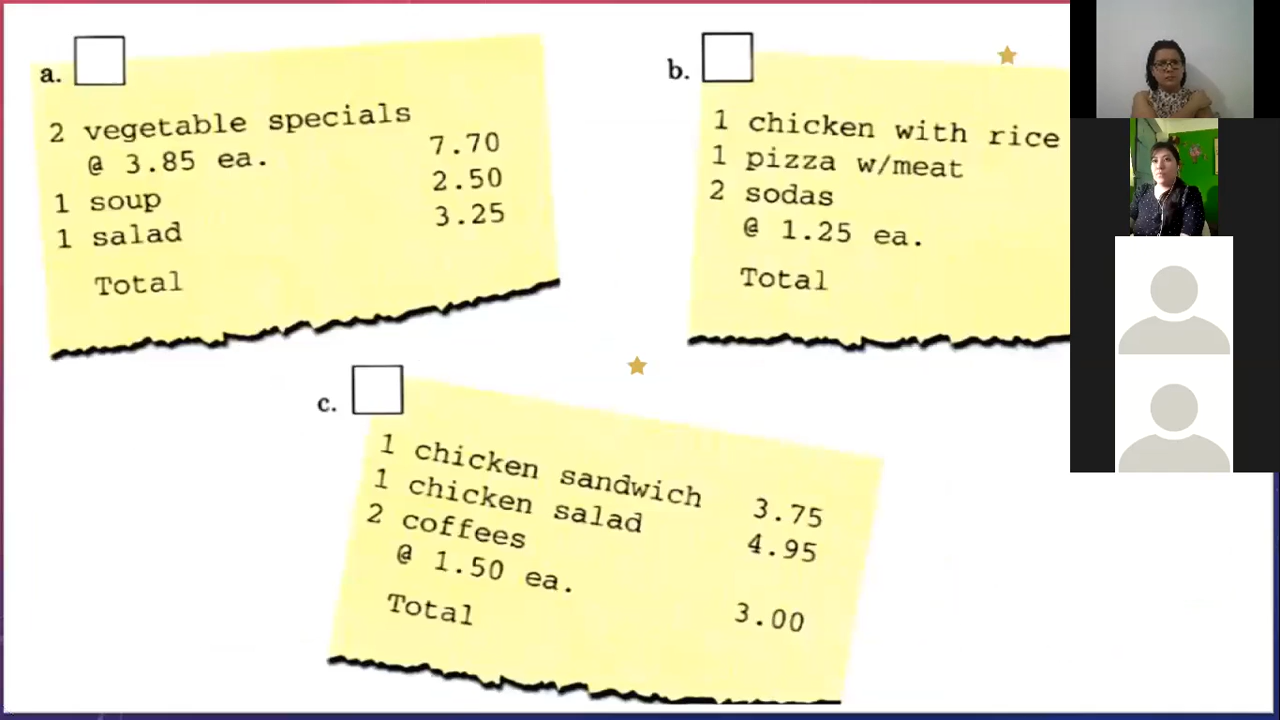 a.
2 vegetable specials
@ 3.85 ea. 7.70
1 soup 2.50
1 salad 3.25
Total
b.
1 chicken with rice
1 pizza w/meat
2 sodas
@ 1.25 ea.
Total
c.
1 chicken sandwich 3.75
1 chicken salad 4.95
2 coffees
@ 1.50 ea. 3.00
Total